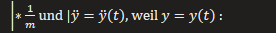 |∗ 1/m und |ÿ = ÿ(t), weil y = y(t) :